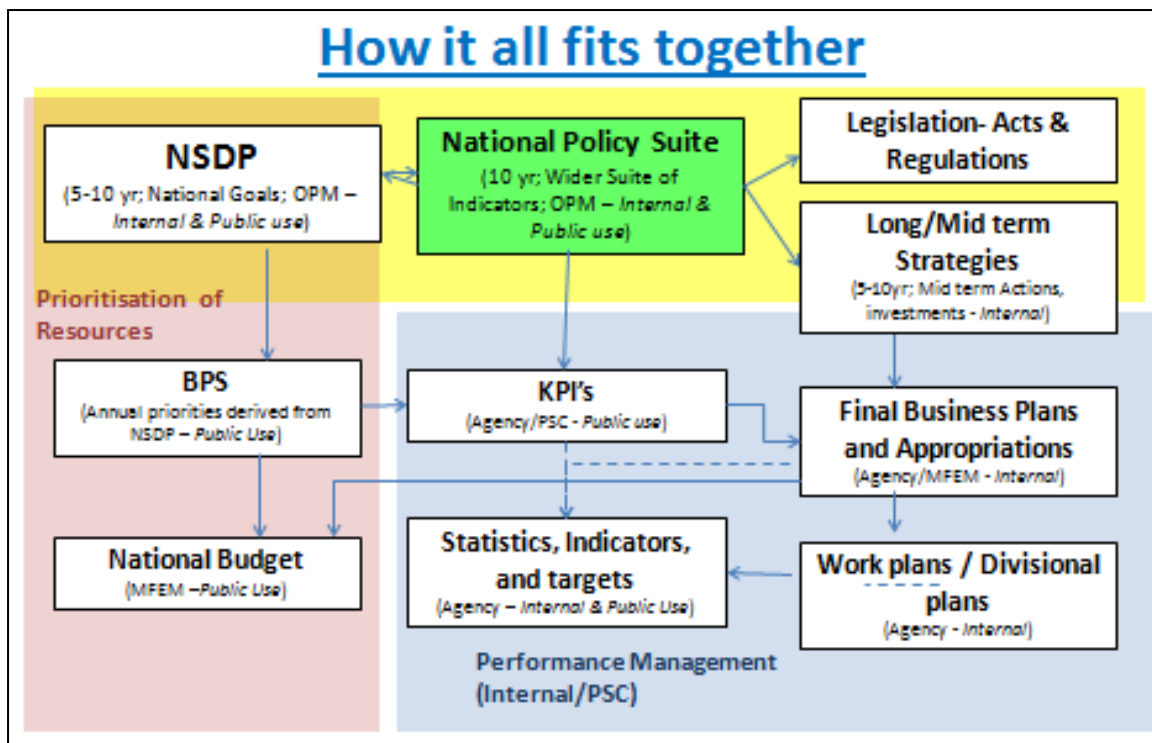 How it all fits together
NSDP
(5-10 yr; National Goals; OPM –
Internal & Public use)
National Policy Suite
(10 yr; Wider Suite of
Indicators; OPM – Internal &
Public use)
Legislation- Acts &
Regulations
Long/Mid term
Strategies
(5-10yr; Mid term Actions,
investments - Internal)
Prioritisation of
Resources
BPS
(Annual priorities derived from
NSDP – Public Use)
KPI's
(Agency/PSC - Public use)
Final Business Plans
and Appropriations
(Agency/MFEM - Internal)
National Budget
(MFEM –Public Use)
Statistics, Indicators,
and targets
(Agency – Internal & Public Use)
Work plans / Divisional
plans
(Agency - Internal)
Performance Management
(Internal/PSC)